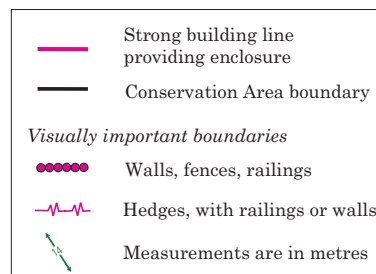 Strong building line
providing enclosure
Conservation Area boundary
Visually important boundaries
Walls, fences, railings
Hedges, with railings or walls
14
Measurements are in metres